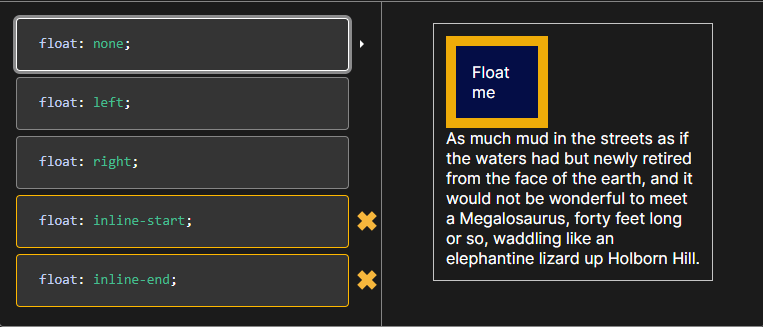 float: none;
float: left;
float: right;
float: inline-start;
float: inline-end;
Float
me
As much mud in the streets as if
the waters had but newly retired
from the face of the earth, and it
would not be wonderful to meet
a Megalosaurus, forty feet long
or so, waddling like an
elephantine lizard up Holborn Hill.